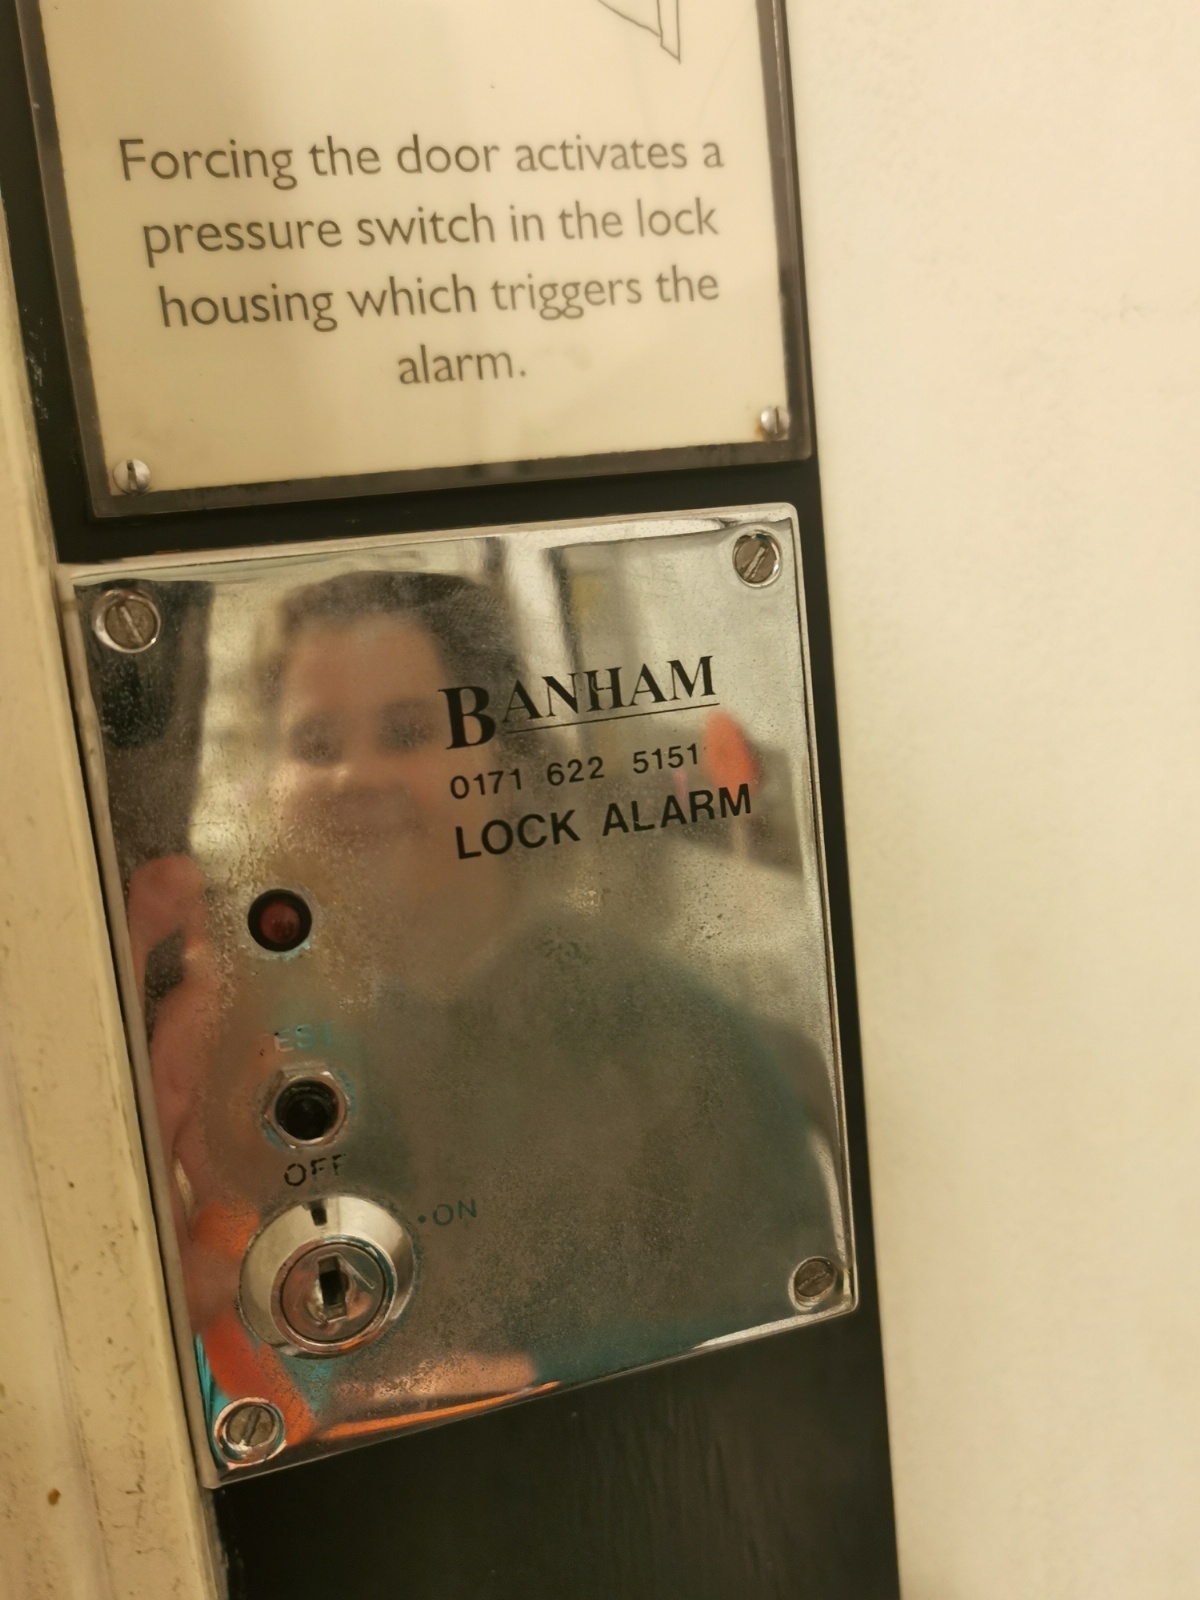 Forcing the door activates a
pressure switch in the lock
housing which triggers the
alarm.
BANHAM
0171 622 5151
LOCK ALARM
OFF
•ON